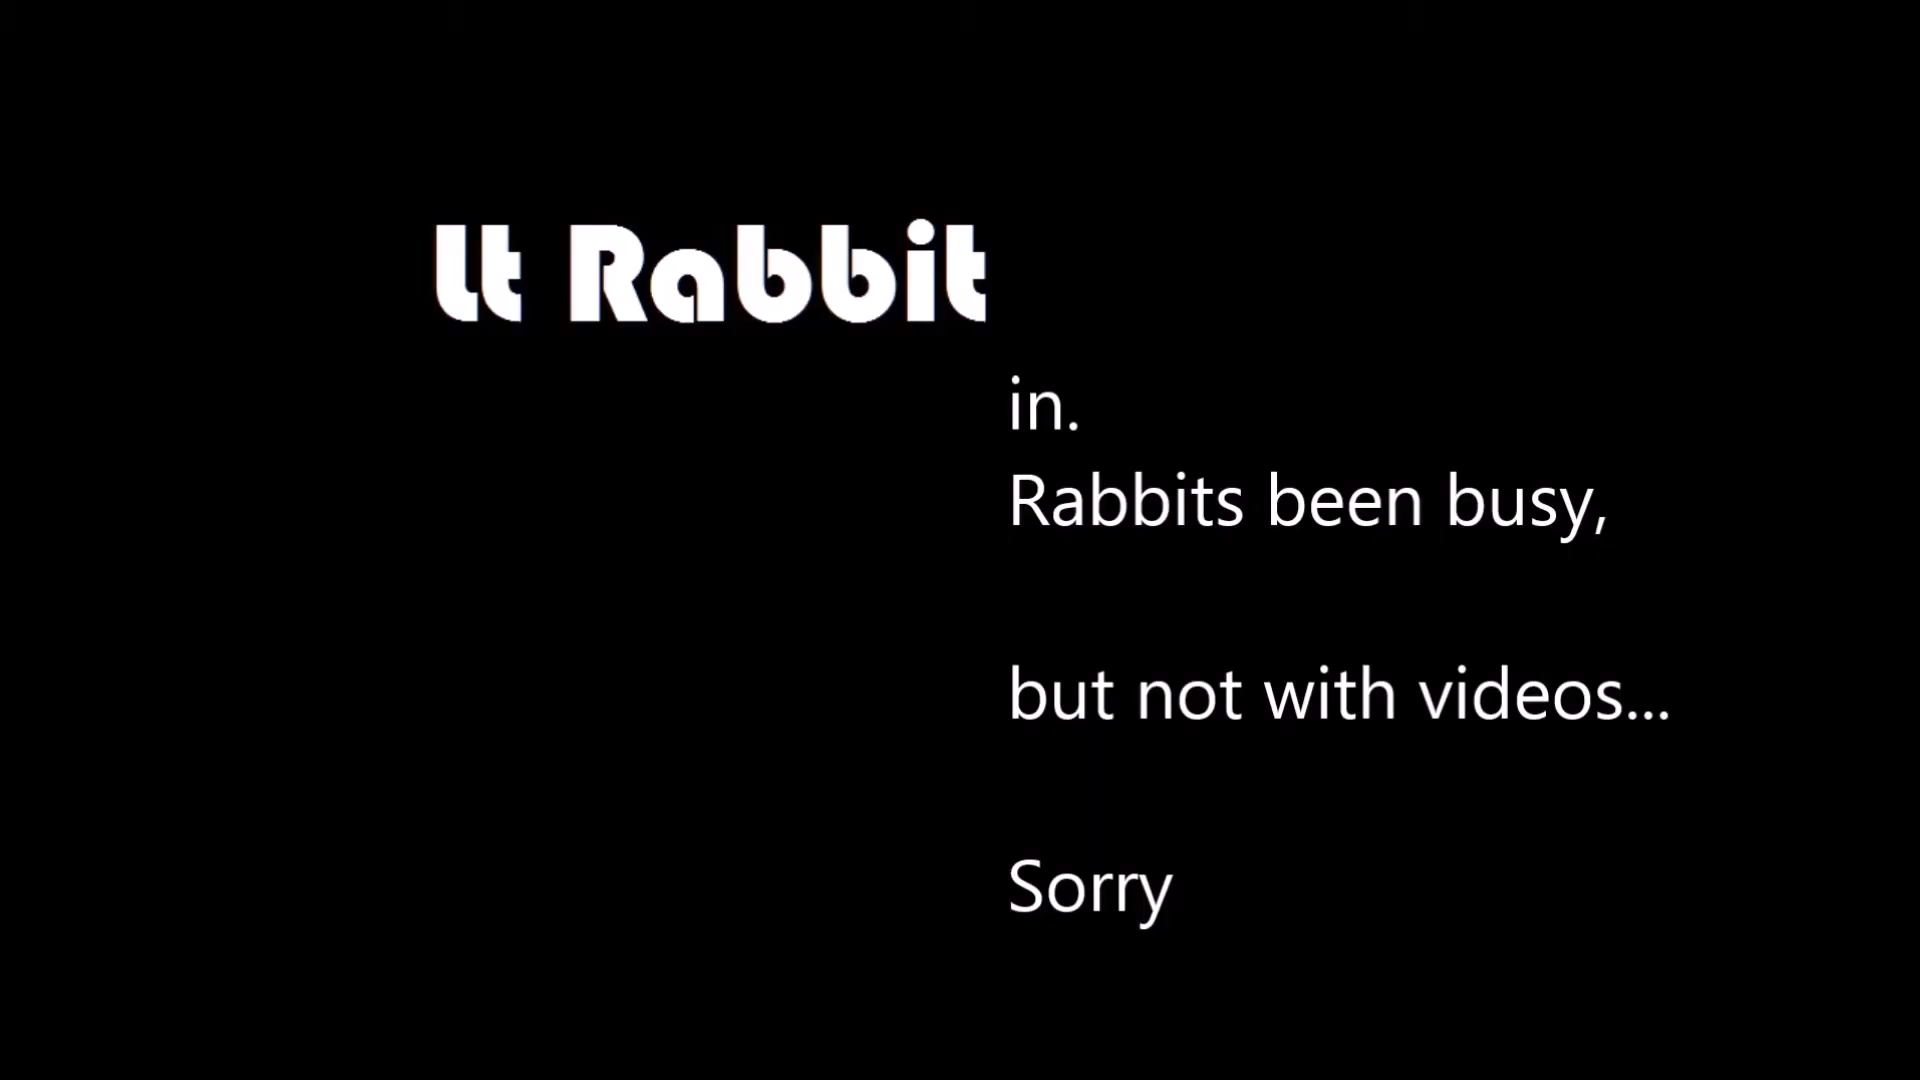 Lt Rabbit
in.
Rabbits been busy,
but not with videos...
Sorry